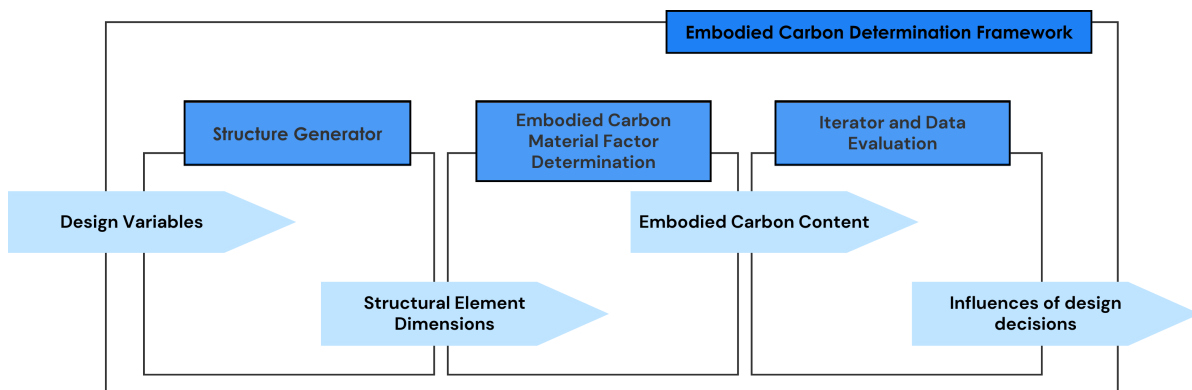 Embodied Carbon Determination Framework
Structure Generator
Embodied Carbon
Material Factor
Determination
Iterator and Data
Evaluation
Design Variables
Embodied Carbon Content
Structural Element
Dimensions
Influences of design
decisions